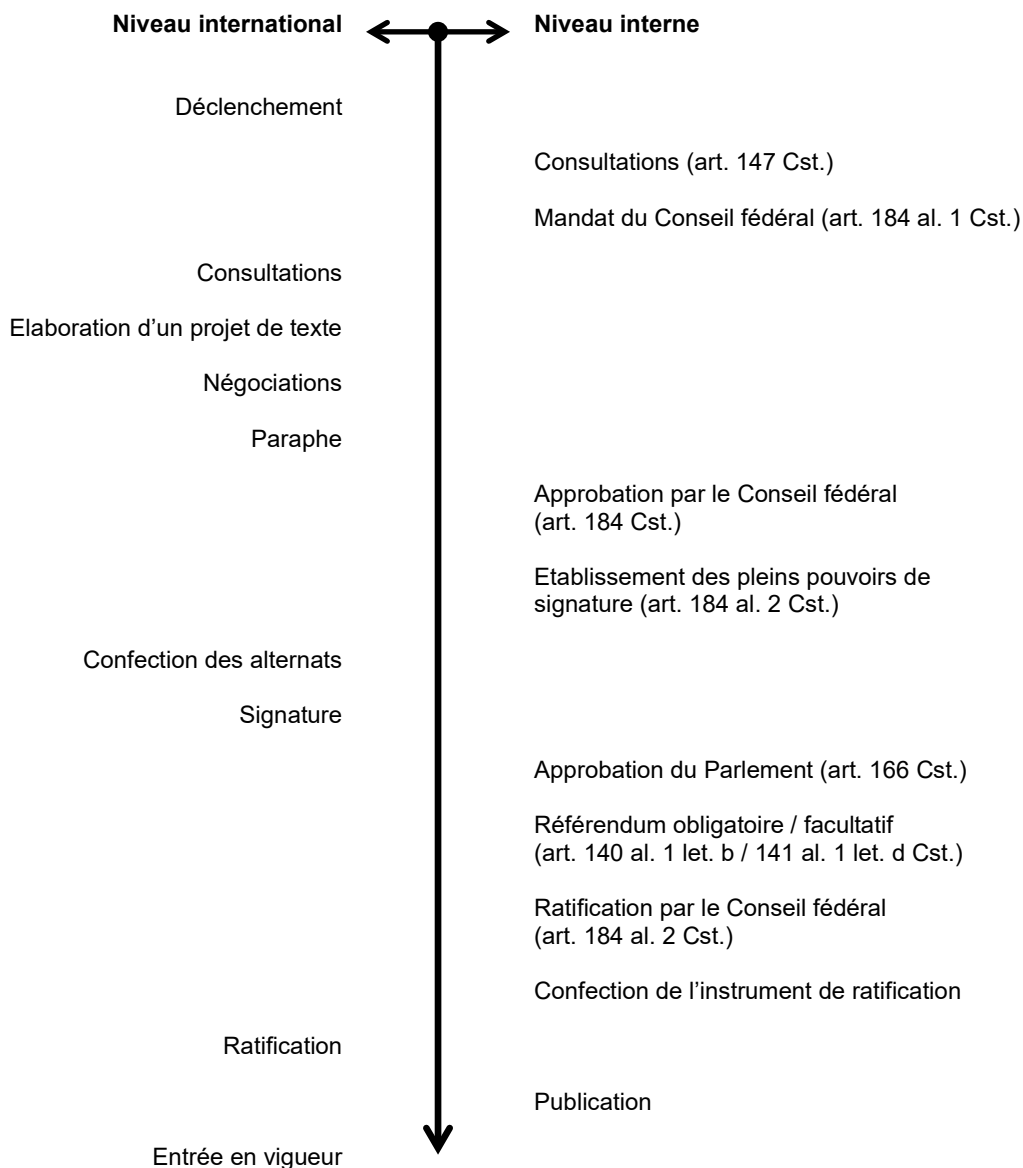 Niveau international
Niveau interne
Déclenchement
Consultations (art. 147 Cst.)
Mandat du Conseil fédéral (art. 184 al. 1 Cst.)
Consultations
Elaboration d'un projet de texte
Négociations
Paraphe
Approbation par le Conseil fédéral
(art. 184 Cst.)
Etablissement des pleins pouvoirs de
signature (art. 184 al. 2 Cst.)
Confection des alternats
Signature
Approbation du Parlement (art. 166 Cst.)
Référendum obligatoire / facultatif
(art. 140 al. 1 let. b / 141 al. 1 let. d Cst.)
Ratification par le Conseil fédéral
(art. 184 al. 2 Cst.)
Confection de l'instrument de ratification
Ratification
Publication
Entrée en vigueur